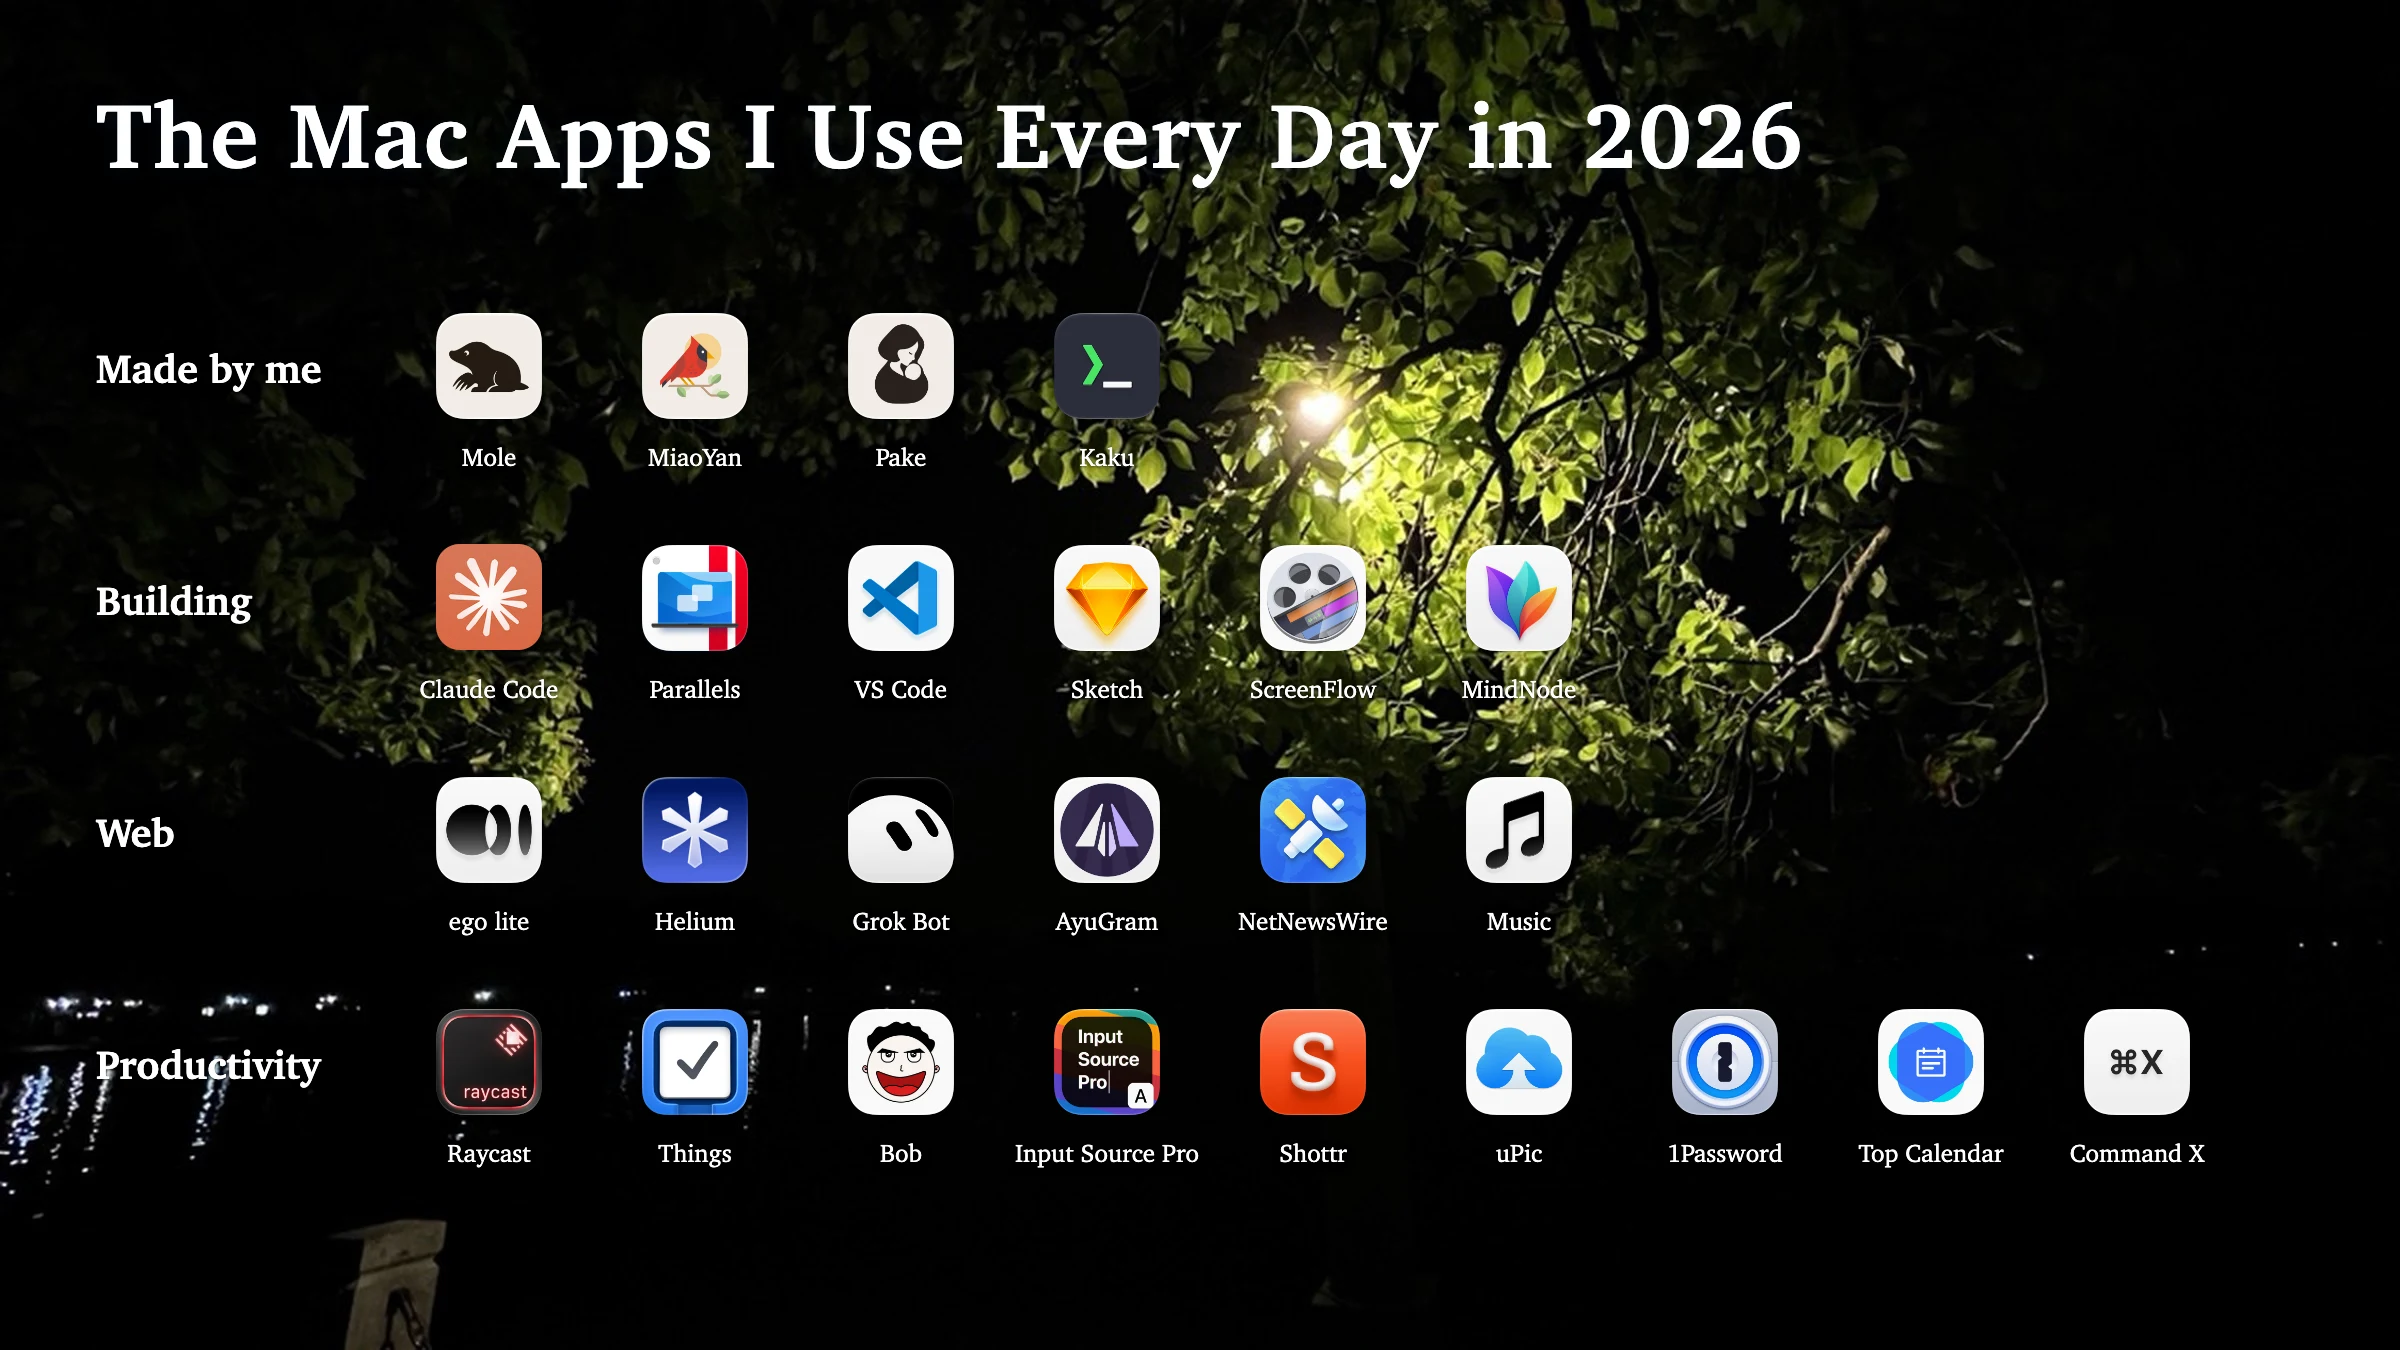 The Mac Apps I Use Every Day in 2026
Made by me
Mole
MiaoYan
Pake
Kaku
Building
Claude Code
Parallels
VS Code
Sketch
ScreenFlow
MindNode
Web
ego lite
Helium
Grok Bot
AyuGram
NetNewsWire
Music
Productivity
raycast
Input
Source
Pro
A
S
⌘X
Raycast
Things
Bob
Input Source Pro
Shottr
uPic
1Password
Top Calendar
Command X